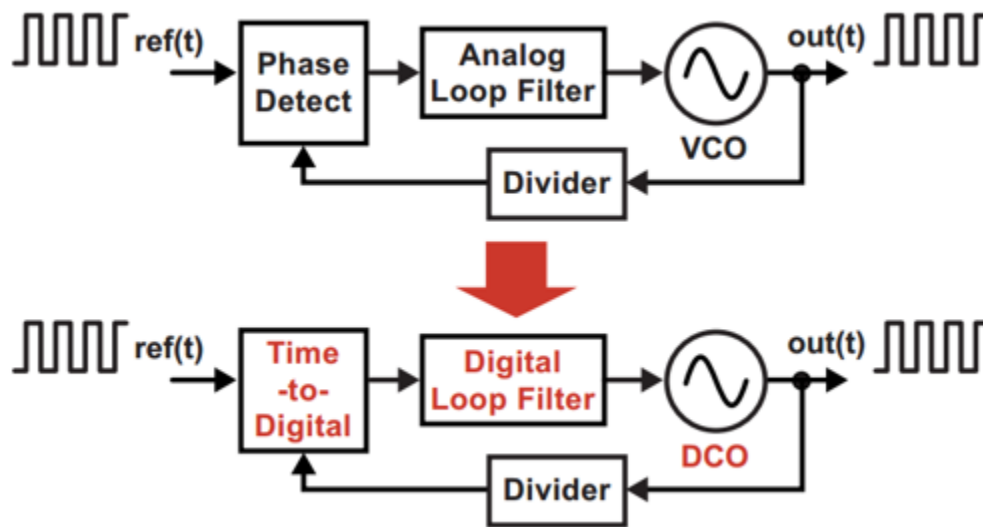 ref(t)
Phase
Detect
Analog
Loop Filter
VCO
out(t)
Divider
ref(t)
Time
-to-
Digital
Digital
Loop Filter
DCO
out(t)
Divider